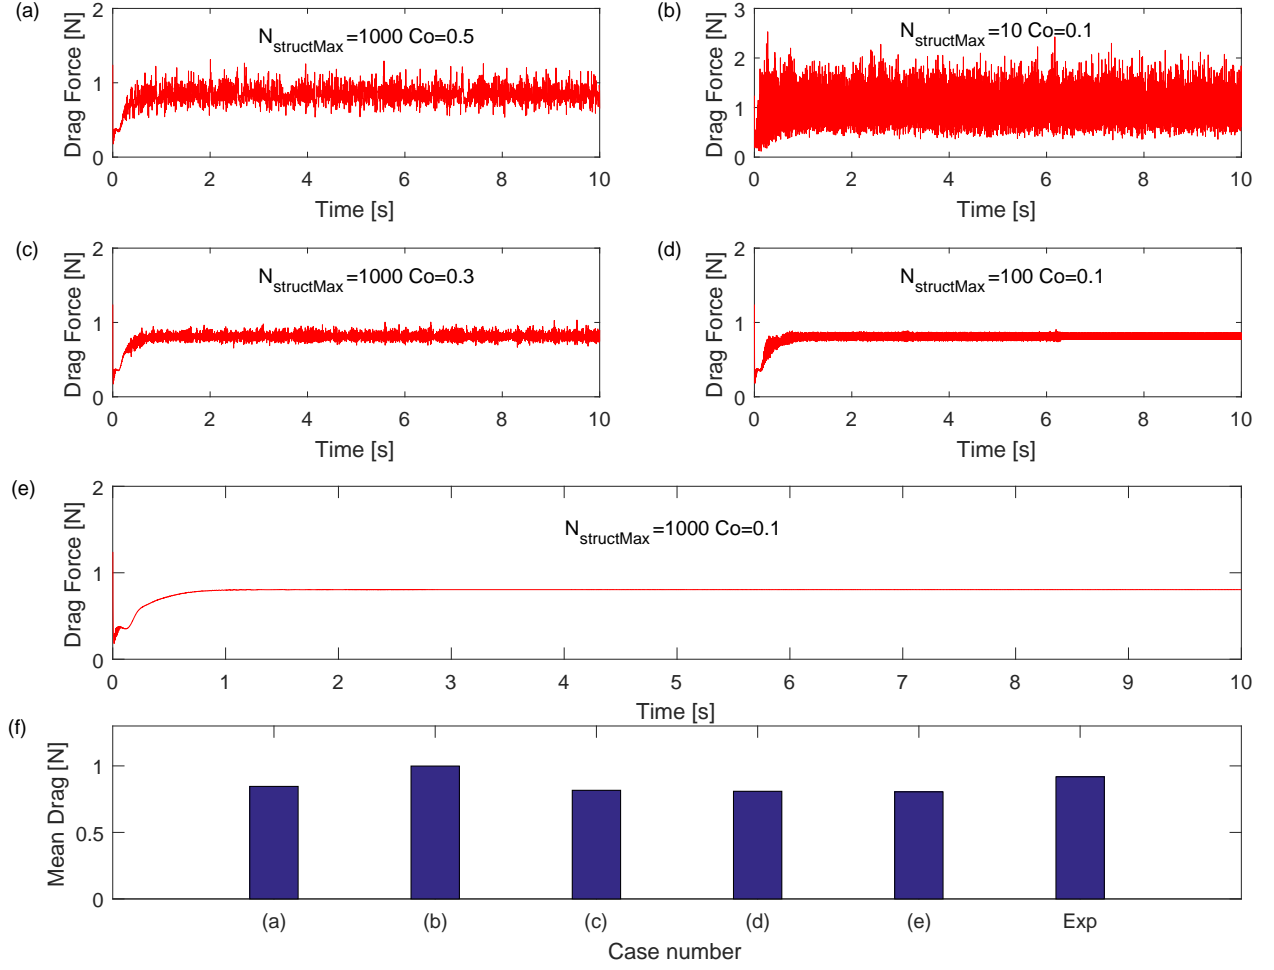 (a)
2
1
0
Drag Force [N]
N_structMax=1000 Co=0.5
0 2 4 6 8 10
Time [s]
(b)
3
2
1
0
Drag Force [N]
N_structMax=10 Co=0.1
0 2 4 6 8 10
Time [s]
(c)
2
1
0
Drag Force [N]
N_structMax=1000 Co=0.3
0 2 4 6 8 10
Time [s]
(d)
2
1
0
Drag Force [N]
N_structMax=100 Co=0.1
0 2 4 6 8 10
Time [s]
(e)
2
1
0
Drag Force [N]
N_structMax=1000 Co=0.1
0 1 2 3 4 5 6 7 8 9 10
Time [s]
(f)
1
0.5
0
Mean Drag [N]
(a) (b) (c) (d) (e) Exp
Case number